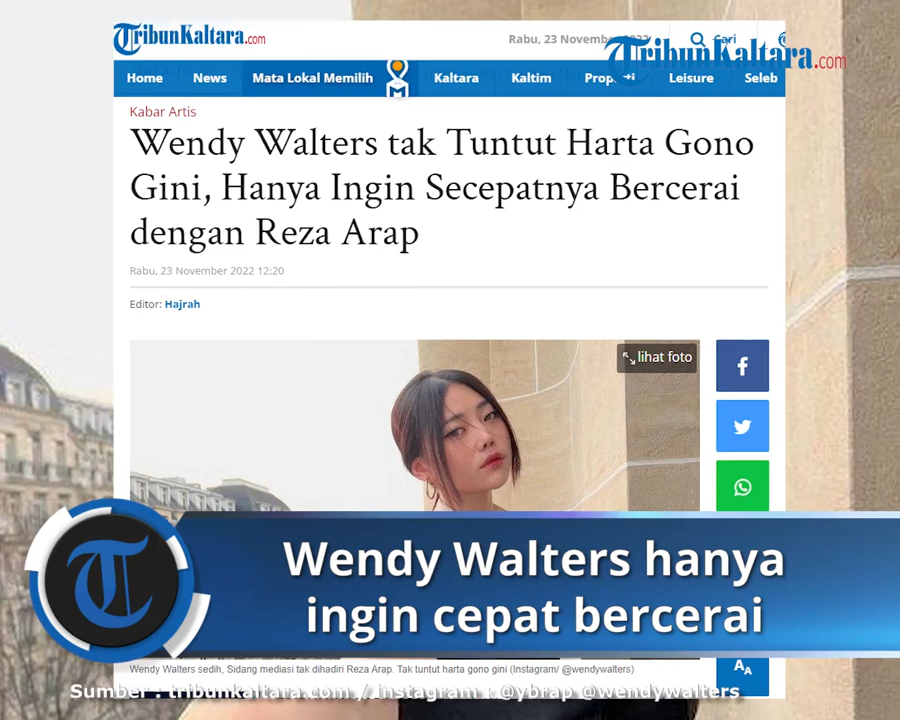 TribunKaltara.com
Rabu, 23 November
Cari
TribunKaltara.com
Home News Mata Lokal Memilih Kaltara Kaltim Leisure Seleb
Kabar Artis
Wendy Walters tak Tuntut Harta Gono
Gini, Hanya Ingin Secepatnya Bercerai
dengan Reza Arap
Rabu, 23 November 2022 12:20
Editor: Hajrah
lihat foto
Wendy Walters hanya
ingin cepat bercerai
Wendy Walters sedih, Sidang mediasi tak dihadiri Reza Arap. Tak tuntut harta gono gini (Instagram/ @wendywalters)
AA
Sumber : tribunkaltara.com // instagram : @ybrap @wendywalters